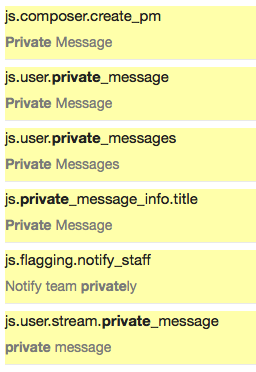 js.composer.create_pm
Private Message
js.user.private_message
Private Message
js.user.private_messages
Private Messages
js.private_message_info.title
Private Message
js.flagging.notify_staff
Notify team privately
js.user.stream.private_message
private message